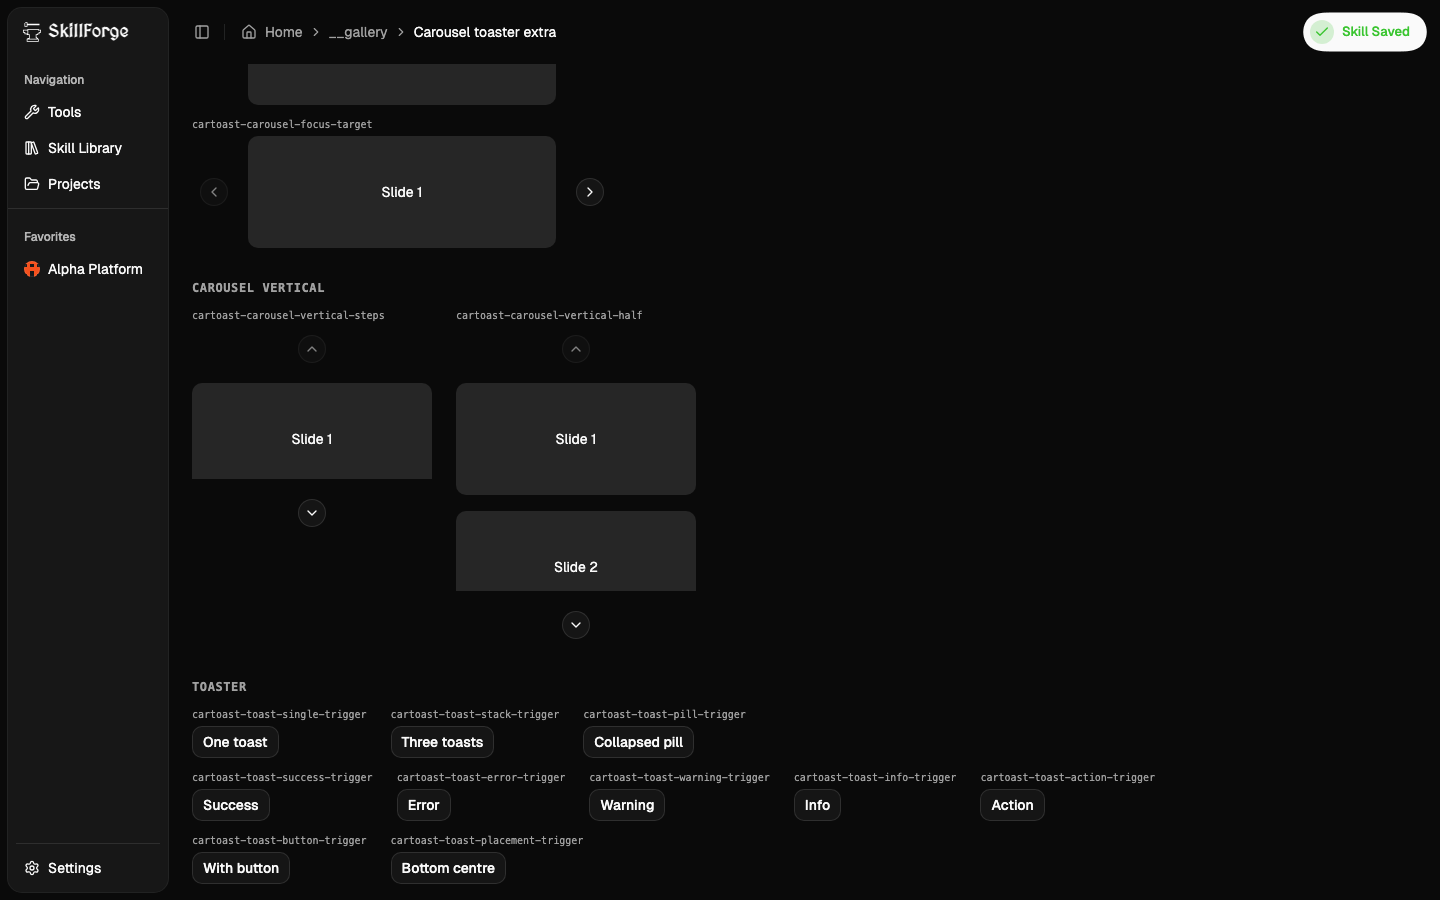 SkillForge
Navigation
Tools
Skill Library
Projects
Favorites
Alpha Platform
Settings
Home
__gallery
Carousel toaster extra
Skill Saved
cartoast-carousel-focus-target
Slide 1
CAROUSEL VERTICAL
cartoast-carousel-vertical-steps
cartoast-carousel-vertical-half
Slide 1
Slide 1
Slide 2
TOASTER
cartoast-toast-single-trigger
cartoast-toast-stack-trigger
cartoast-toast-pill-trigger
One toast
Three toasts
Collapsed pill
cartoast-toast-success-trigger
cartoast-toast-error-trigger
cartoast-toast-warning-trigger
cartoast-toast-info-trigger
cartoast-toast-action-trigger
Success
Error
Warning
Info
Action
cartoast-toast-button-trigger
cartoast-toast-placement-trigger
With button
Bottom centre